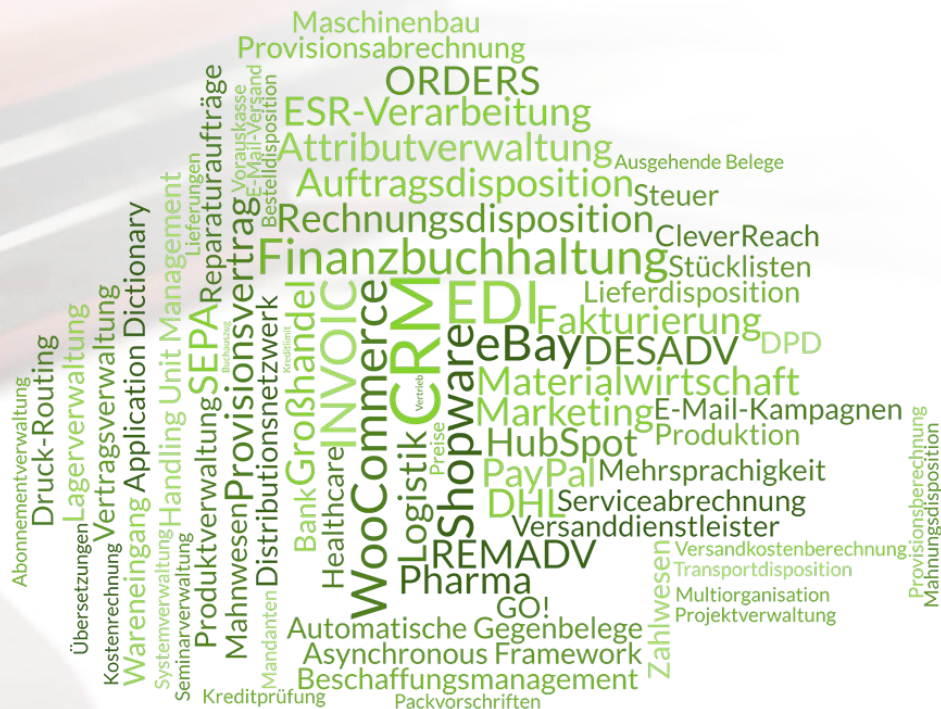 Maschinenbau
Provisionsabrechnung
ORDERS
ESR-Verarbeitung
Attributverwaltung
Ausgehende Belege
Auftragsdisposition
Steuer
Rechnungsdisposition
CleverReach
Finanzbuchhaltung
Stücklisten
Lieferdisposition
EDI
Fakturierung
eBay
DESADV
DPD
Materialwirtschaft
Marketing
E-Mail-Kampagnen
HubSpot
Produktion
PayPal
Mehrsprachigkeit
DHL
Serviceabrechnung
Versanddienstleister
REMADV
Versandkostenberechnung
Transportdisposition
Pharma
Multiorganisation
GO!
Projektverwaltung
Automatische Gegenbelege
Asynchronous Framework
Beschaffungsmanagement
Kreditprüfung
Packvorschriften
Abonnementverwaltung
Druck-Routing
Lagerverwaltung
Übersetzungen
Vertragsverwaltung
Kostenrechnung
Application Dictionary
Wareneingang
Handling Unit Management
Systemverwaltung
Lieferungen
Seminarverwaltung
Reparaturaufträge
SEPA
Produktverwaltung
Buchauszug
Vorauskasse
Provisionsvertrag
Mahnwesen
E-Mail-Versand
Bestelldisposition
Distributionsnetzwerk
Mandanten
Kreditlimit
Großhandel
Bank
INVOIC
Healthcare
WooCommerce
CRM
Logistik
Vertrieb
Preise
Shopware
Zahlwesen
Provisionsberechnung
Mahnungsdisposition